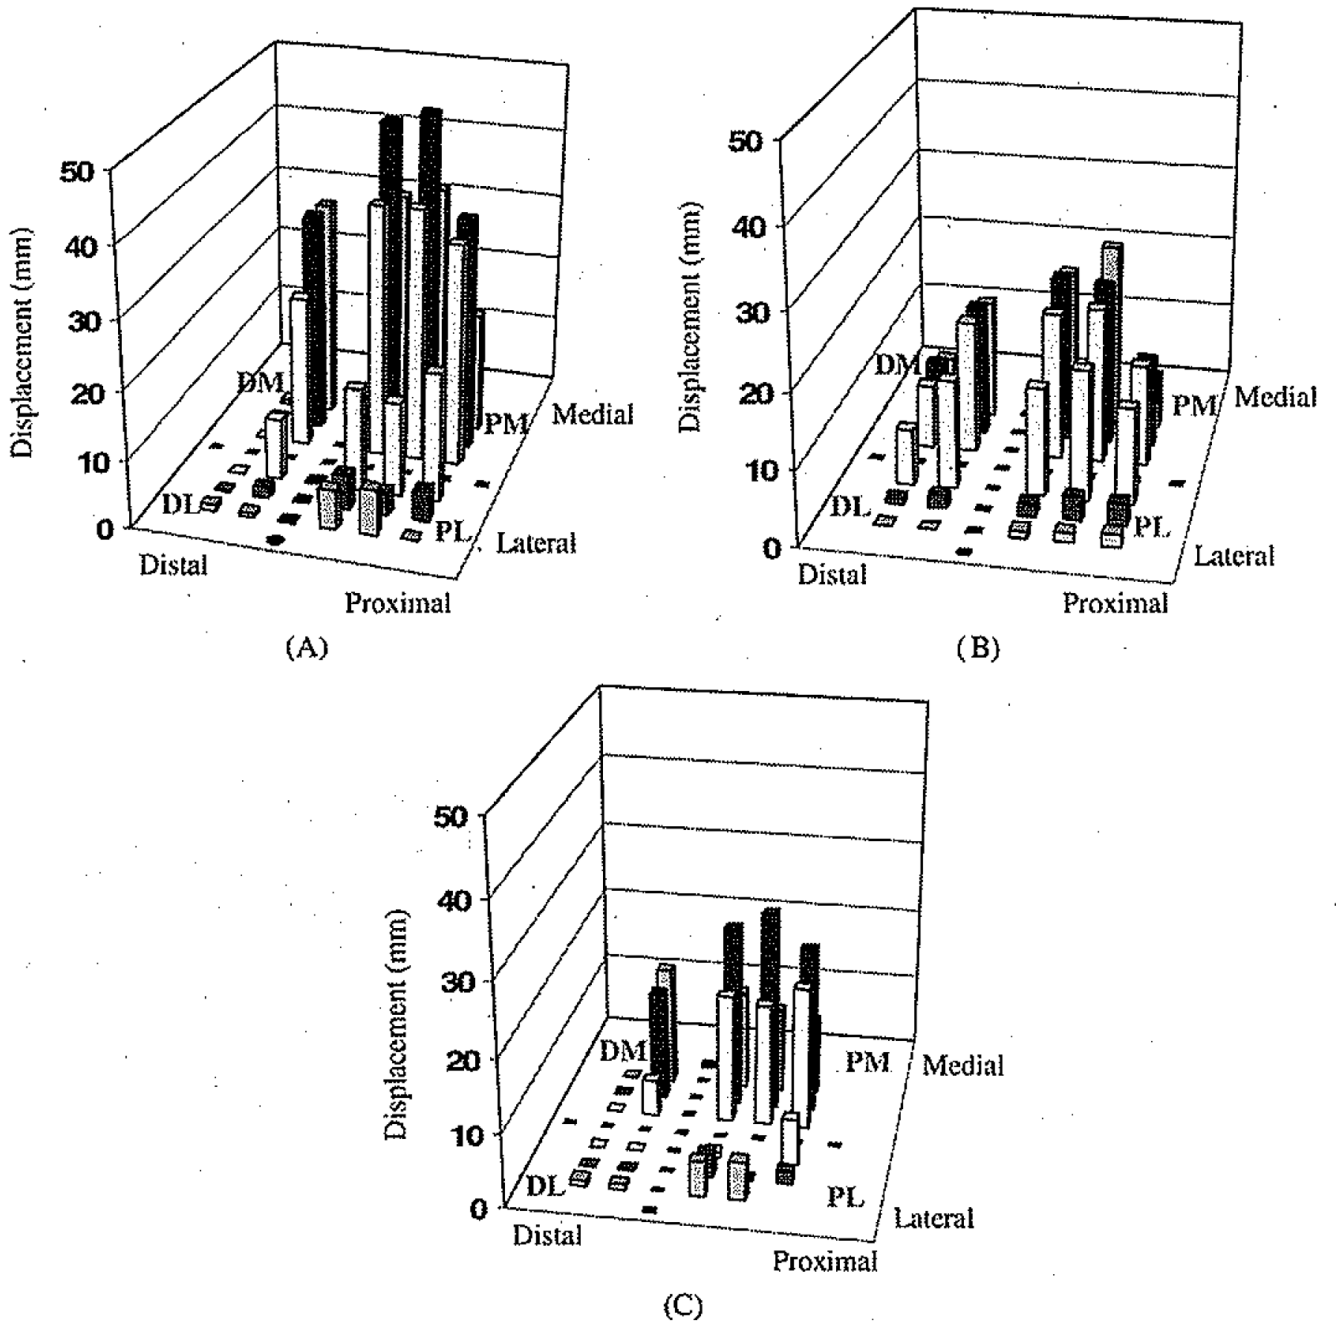 50
40
30
20
10
0
Displacement (mm)
DM
DL
PM
PL
Medial
Lateral
Distal
Proximal
(A)
50
40
30
20
10
0
Displacement (mm)
DM
DL
PM
PL
Medial
Lateral
Distal
Proximal
(B)
50
40
30
20
10
0
Displacement (mm)
DM
DL
PM
PL
Medial
Lateral
Distal
Proximal
(C)